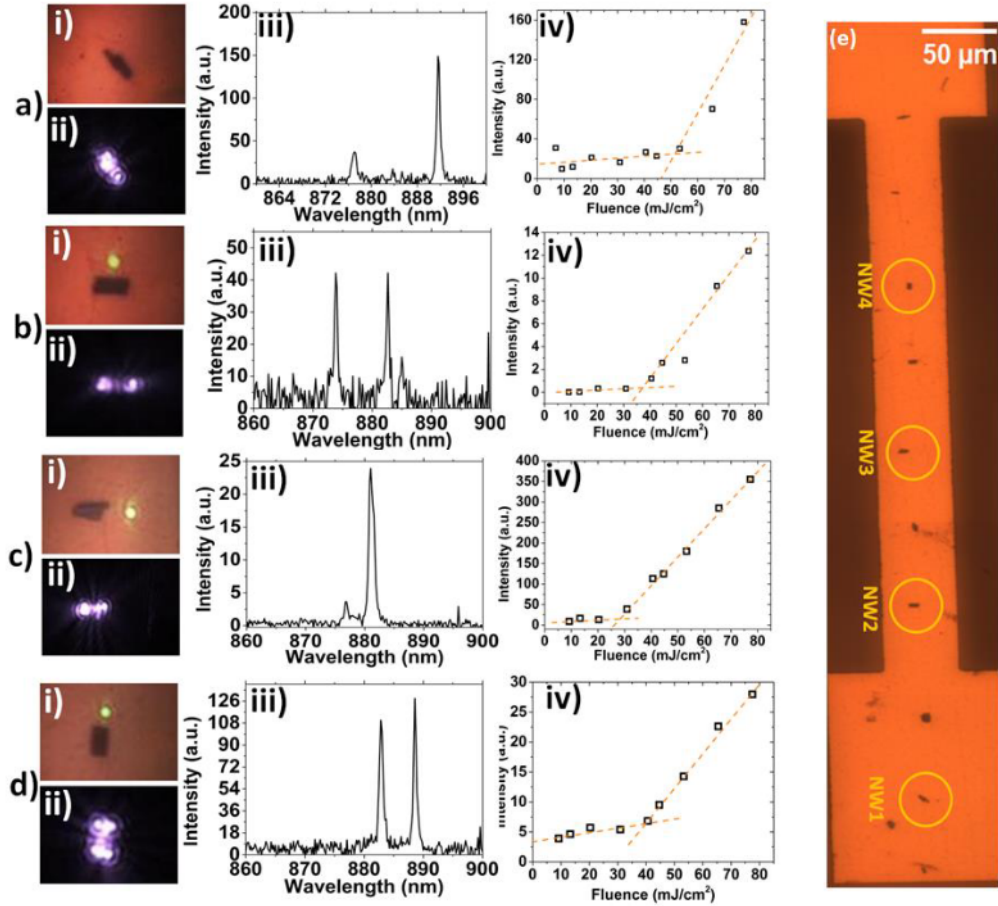 a)
i)
ii)
iii)
Intensity (a.u.)
200
150
100
50
0
864 872 880 888 896
Wavelength (nm)
iv)
Intensity (a.u.)
160
120
80
40
0
0 10 20 30 40 50 60 70 80
Fluence (mJ/cm²)
b)
i)
ii)
iii)
Intensity (a.u.)
50
40
30
20
10
0
860 870 880 890 900
Wavelength (nm)
iv)
Intensity (a.u.)
14
12
10
8
6
4
2
0
0 10 20 30 40 50 60 70 80
Fluence (mJ/cm²)
c)
i)
ii)
iii)
Intensity (a.u.)
25
20
15
10
5
0
860 870 880 890 900
Wavelength (nm)
iv)
Intensity (a.u.)
400
350
300
250
200
150
100
50
0
0 10 20 30 40 50 60 70 80
Fluence (mJ/cm²)
d)
i)
ii)
iii)
Intensity (a.u.)
126
108
90
72
54
36
18
0
860 870 880 890 900
Wavelength (nm)
iv)
Intensity (a.u.)
30
25
20
15
10
5
0
0 10 20 30 40 50 60 70 80
Fluence (mJ/cm²)
(e)
50 µm
NW4
NW3
NW2
NW1